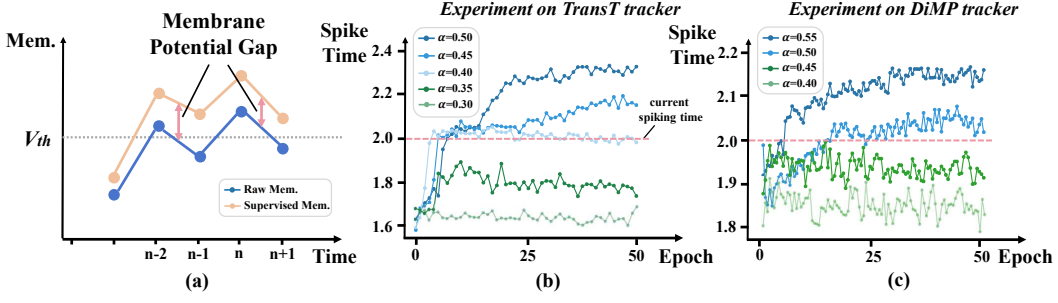 Mem.
Membrane
Potential Gap
Vth
Raw Mem.
Supervised Mem.
n-2
n-1
n
n+1
Time
(a)
Experiment on TransT tracker
Spike
Time
2.4
2.2
2.0
1.8
1.6
α=0.50
α=0.45
α=0.40
α=0.35
α=0.30
current
spiking time
0
25
50
Epoch
(b)
Experiment on DiMP tracker
Spike
Time
2.2
2.1
2.0
1.9
1.8
α=0.55
α=0.50
α=0.45
α=0.40
0
25
50
Epoch
(c)